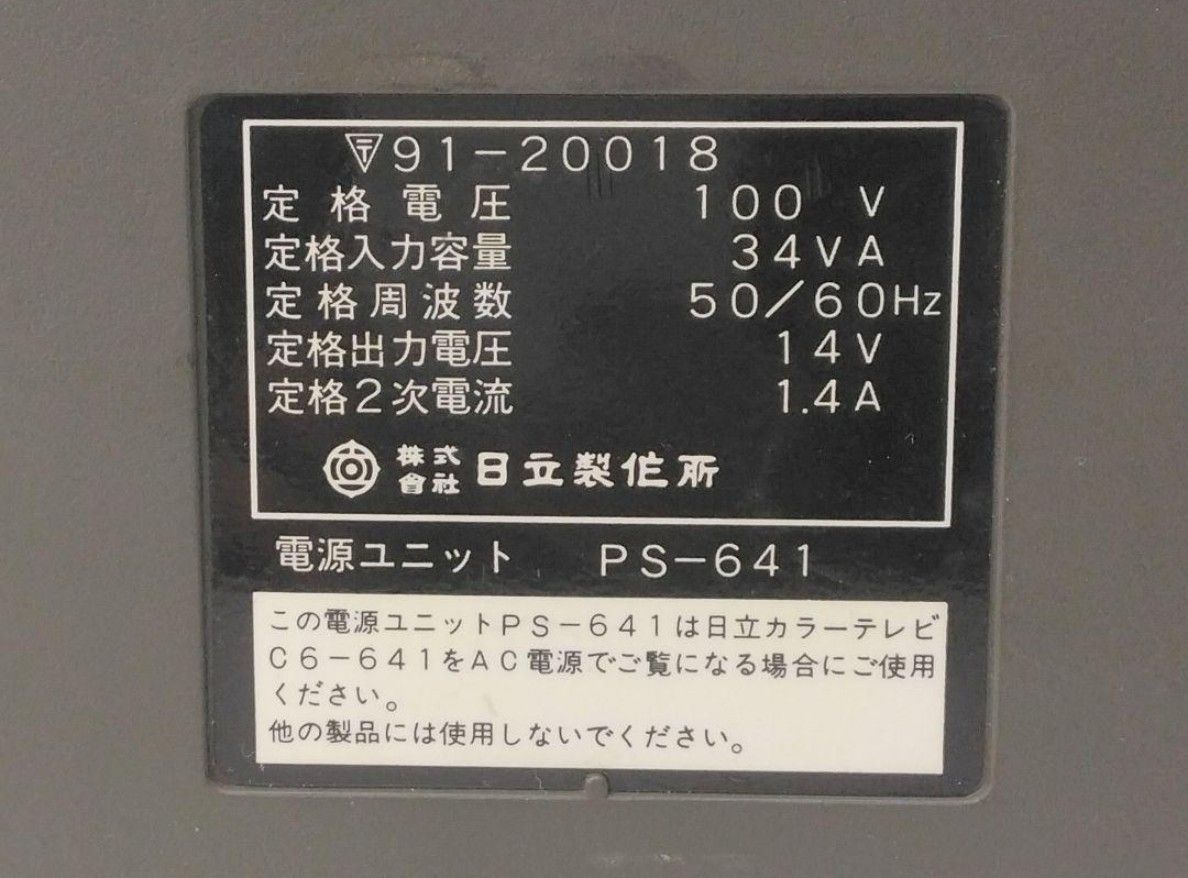 〒91-20018
定格電圧 100 V
定格入力容量 34VA
定格周波数 50/60Hz
定格出力電圧 14V
定格2次電流 1.4A
株式會社 日立製作所
電源ユニット PS-641
この電源ユニットPS-641は日立カラーテレビ
C6-641をAC電源でご覧になる場合にご使用
ください。
他の製品には使用しないでください。